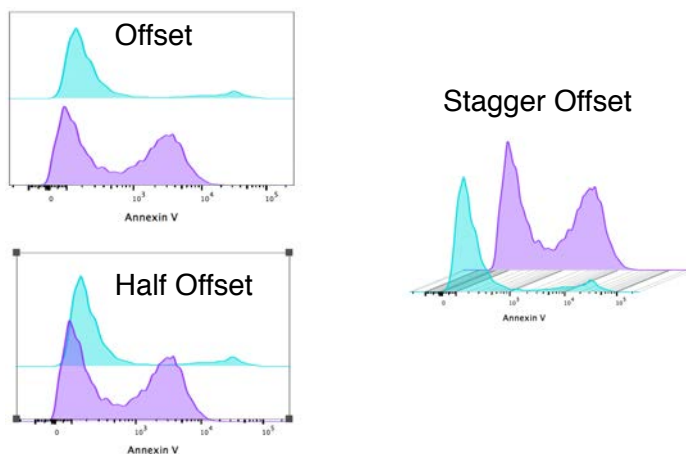 Offset
0 10³ 10⁴ 10⁵
Annexin V
Half Offset
0 10³ 10⁴ 10⁵
Annexin V
Stagger Offset
0 10³ 10⁴ 10⁵
Annexin V